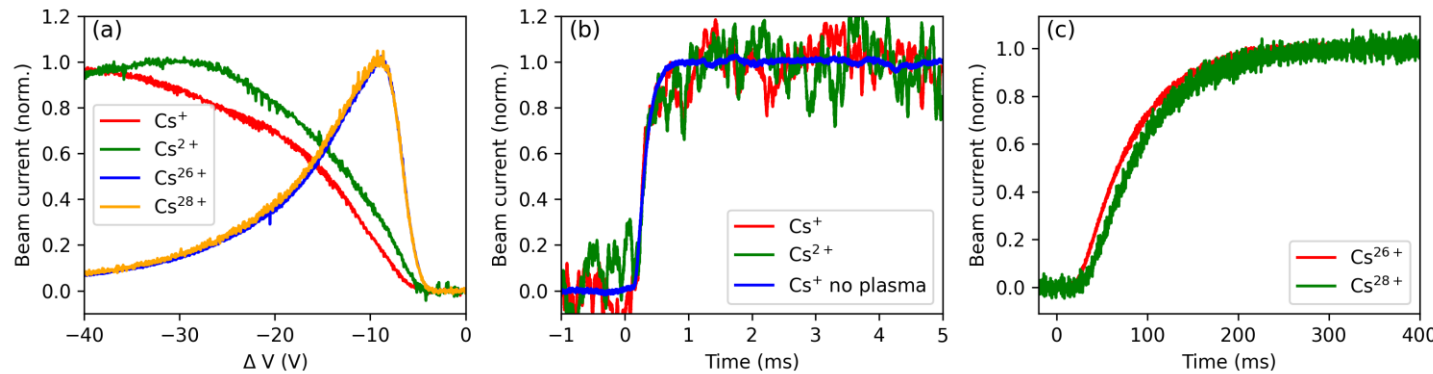 (a)
Beam current (norm.)
1.2
1.0
0.8
0.6
0.4
0.2
0.0
Cs⁺
Cs²⁺
Cs²⁶⁺
Cs²⁸⁺
−40 −30 −20 −10 0
Δ V (V)
(b)
Beam current (norm.)
1.2
1.0
0.8
0.6
0.4
0.2
0.0
Cs⁺
Cs²⁺
Cs⁺ no plasma
−1 0 1 2 3 4 5
Time (ms)
(c)
Beam current (norm.)
1.0
0.8
0.6
0.4
0.2
0.0
Cs²⁶⁺
Cs²⁸⁺
0 100 200 300 400
Time (ms)